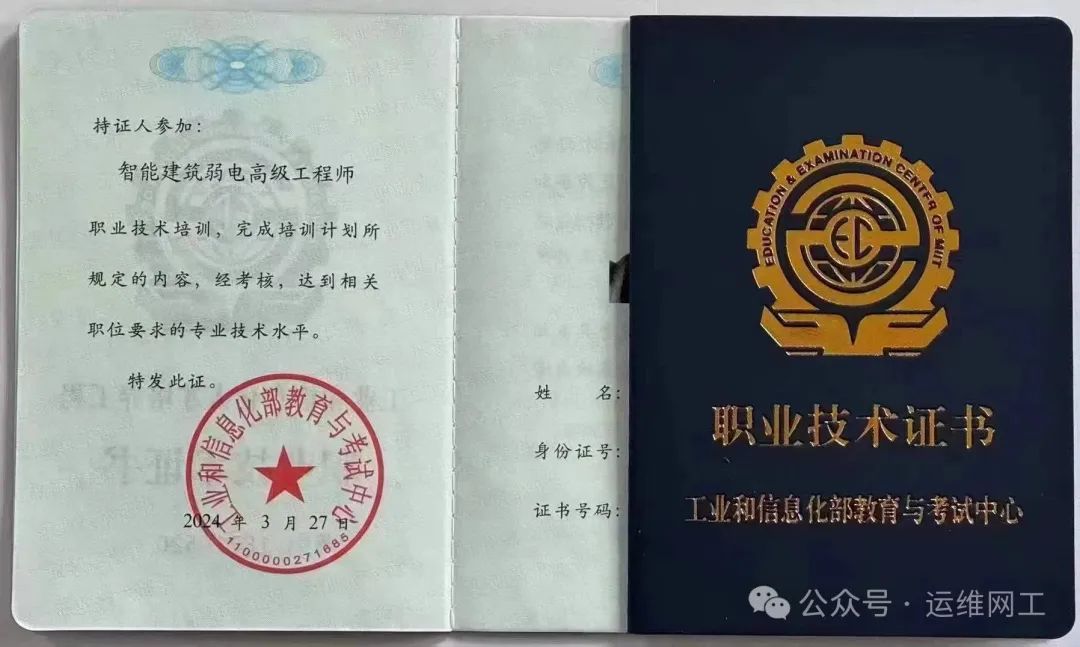 持证人参加：
智能建筑弱电高级工程师
职业技术培训，完成培训计划所
规定的内容，经考核，达到相关
职位要求的专业技术水平。
特发此证。
工业和信息化部教育与考试中心
2024 年 3 月 27 日
1100000271685
姓 名：
身份证号：
证书号码：
EDUCATION & EXAMINATION CENTER OF MIIT
EC
职业技术证书
工业和信息化部教育与考试中心
公众号·运维网工